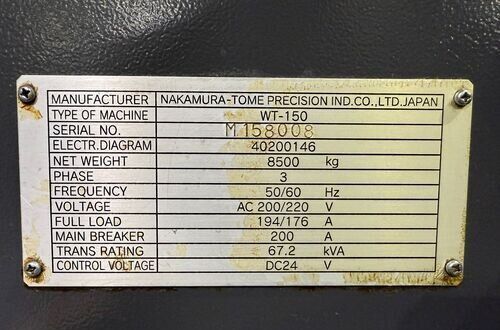 MANUFACTURER NAKAMURA-TOME PRECISION IND.CO.,LTD.JAPAN
TYPE OF MACHINE WT-150
SERIAL NO. M158008
ELECTR.DIAGRAM 40200146
NET WEIGHT 8500 kg
PHASE 3
FREQUENCY 50/60 Hz
VOLTAGE AC 200/220 V
FULL LOAD 194/176 A
MAIN BREAKER 200 A
TRANS RATING 67.2 kVA
CONTROL VOLTAGE DC24 V